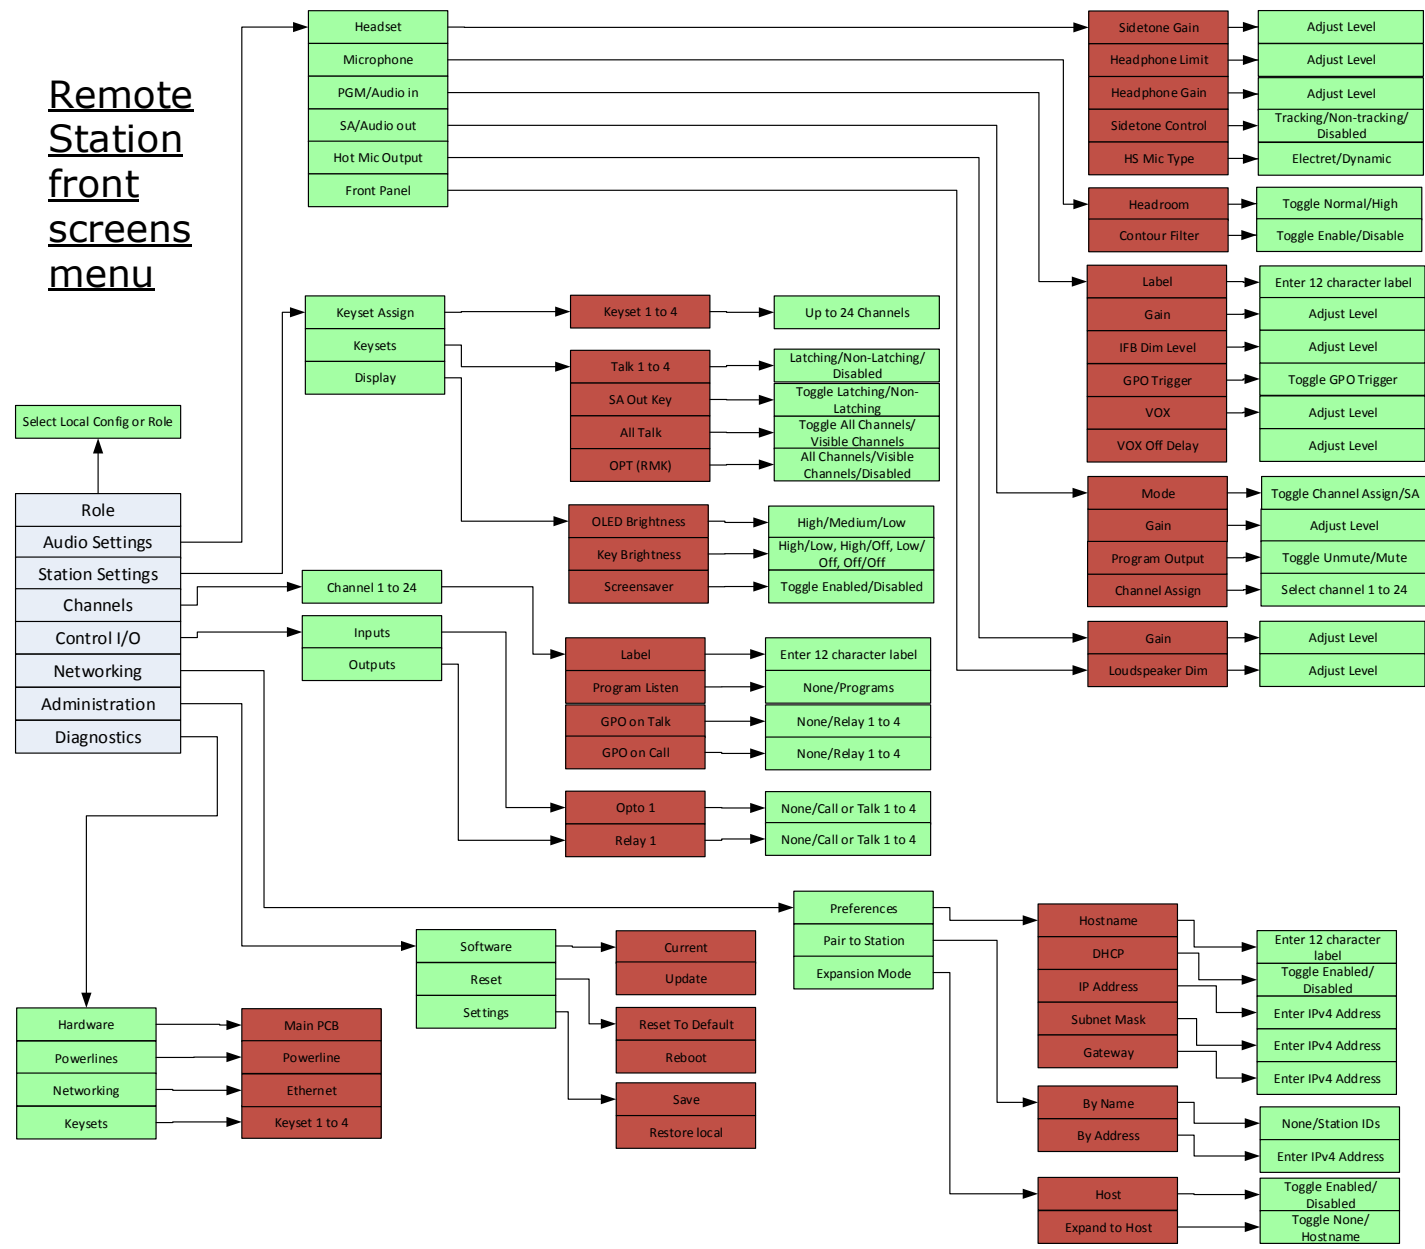 Remote
Station
front
screens
menu
Headset
Microphone
PGM/Audio in
SA/Audio out
Hot Mic Output
Front Panel
Sidetone Gain
Adjust Level
Headphone Limit
Adjust Level
Headphone Gain
Adjust Level
Sidetone Control
Tracking/Non-tracking/
Disabled
HS Mic Type
Electret/Dynamic
Headroom
Toggle Normal/High
Contour Filter
Toggle Enable/Disable
Label
Enter 12 character label
Gain
Adjust Level
IFB Dim Level
Adjust Level
GPO Trigger
Toggle GPO Trigger
VOX
Adjust Level
VOX Off Delay
Adjust Level
Mode
Toggle Channel Assign/SA
Gain
Adjust Level
Program Output
Toggle Unmute/Mute
Channel Assign
Select channel 1 to 24
Gain
Adjust Level
Loudspeaker Dim
Adjust Level
Keyset Assign
Keysets
Display
Keyset 1 to 4
Up to 24 Channels
Talk 1 to 4
Latching/Non-Latching/
Disabled
SA Out Key
Toggle Latching/Non-
Latching
All Talk
Toggle All Channels/
Visible Channels
OPT (RMK)
All Channels/Visible
Channels/Disabled
OLED Brightness
High/Medium/Low
Key Brightness
High/Low, High/Off, Low/
Off, Off/Off
Screensaver
Toggle Enabled/Disabled
Select Local Config or Role
Role
Audio Settings
Station Settings
Channels
Control I/O
Networking
Administration
Diagnostics
Channel 1 to 24
Inputs
Outputs
Label
Enter 12 character label
Program Listen
None/Programs
GPO on Talk
None/Relay 1 to 4
GPO on Call
None/Relay 1 to 4
Opto 1
None/Call or Talk 1 to 4
Relay 1
None/Call or Talk 1 to 4
Preferences
Pair to Station
Expansion Mode
Hostname
Enter 12 character
label
DHCP
Toggle Enabled/
Disabled
IP Address
Enter IPv4 Address
Subnet Mask
Enter IPv4 Address
Gateway
Enter IPv4 Address
By Name
None/Station IDs
By Address
Enter IPv4 Address
Host
Toggle Enabled/
Disabled
Expand to Host
Toggle None/
Hostname
Software
Reset
Settings
Current
Update
Reset To Default
Reboot
Save
Restore local
Hardware
Main PCB
Powerlines
Powerline
Networking
Ethernet
Keysets
Keyset 1 to 4